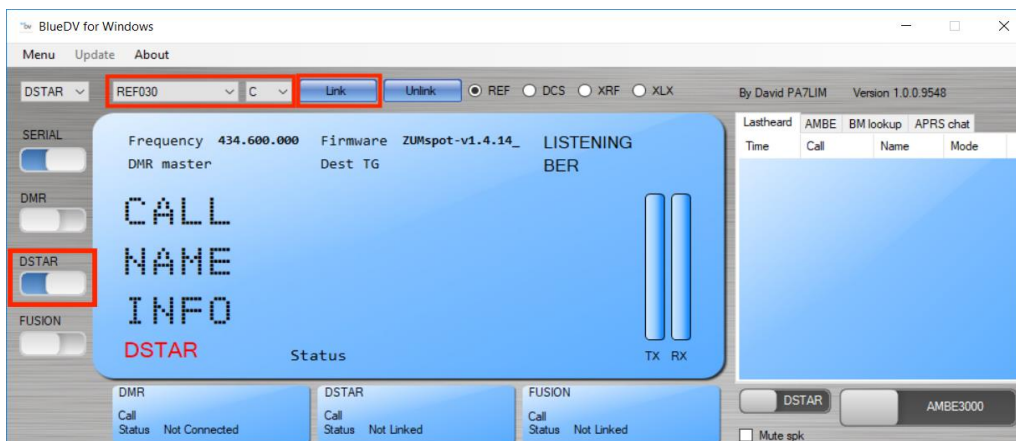 BlueDV for Windows
Menu Update About
DSTAR REF030 C Link Unlink REF DCS XRF XLX By David PA7LIM Version 1.0.0.9548
Lastheard AMBE BM lookup APRS chat
Time Call Name Mode
SERIAL
DMR
DSTAR
FUSION
Frequency 434.600.000 Firmware ZUMspot-v1.4.14_ LISTENING
DMR master Dest TG BER
CALL
NAME
INFO
DSTAR Status TX RX
DMR
Call
Status Not Connected
DSTAR
Call
Status Not Linked
FUSION
Call
Status Not Linked
DSTAR AMBE3000
Mute spk